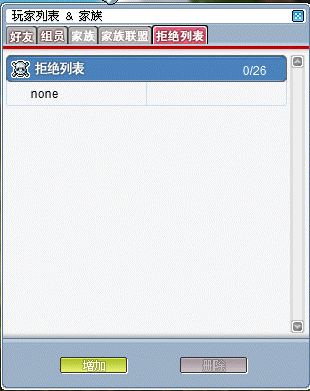 玩家列表 & 家族
好友 组员 家族 家族联盟 拒绝列表
拒绝列表 0/26
none
增加 删除